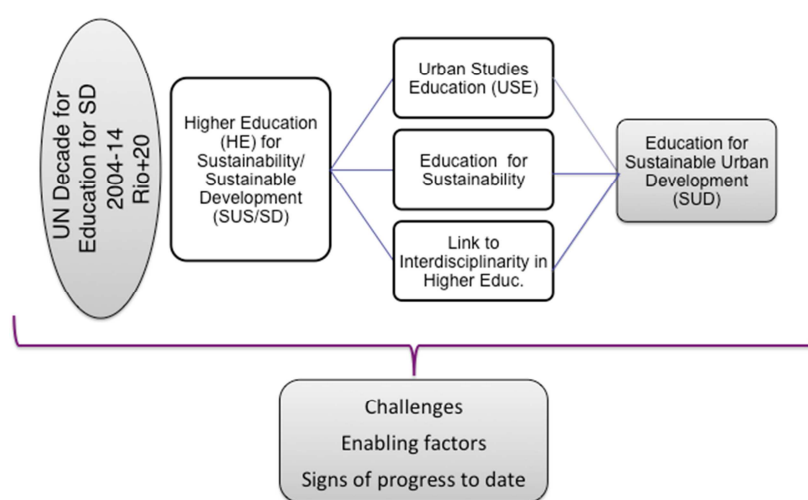 UN Decade for
Education for SD
2004-14
Rio+20
Higher Education
(HE) for
Sustainability/
Sustainable
Development
(SUS/SD)
Urban Studies
Education (USE)
Education for
Sustainability
Link to
Interdisciplinarity in
Higher Educ.
Education for
Sustainable Urban
Development
(SUD)
Challenges
Enabling factors
Signs of progress to date